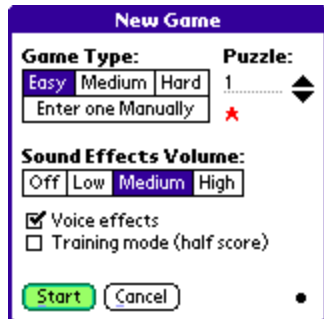 New Game
Game Type: Puzzle:
Easy Medium Hard 1
Enter one Manually
Sound Effects Volume:
Off Low Medium High
Voice effects
Training mode (half score)
Start Cancel